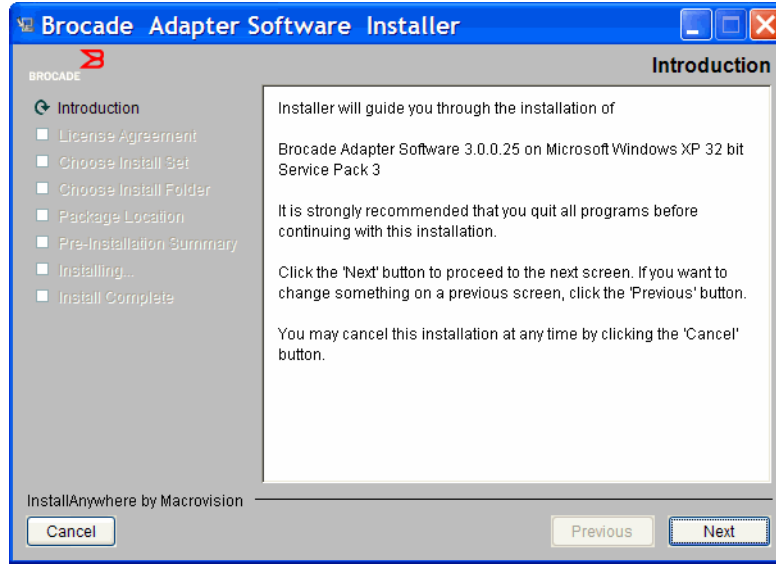 Brocade Adapter Software Installer
BROCADE
Introduction
Introduction
License Agreement
Choose Install Set
Choose Install Folder
Package Location
Pre-Installation Summary
Installing...
Install Complete
Installer will guide you through the installation of
Brocade Adapter Software 3.0.0.25 on Microsoft Windows XP 32 bit
Service Pack 3
It is strongly recommended that you quit all programs before
continuing with this installation.
Click the 'Next' button to proceed to the next screen. If you want to
change something on a previous screen, click the 'Previous' button.
You may cancel this installation at any time by clicking the 'Cancel'
button.
InstallAnywhere by Macrovision
Cancel
Previous
Next